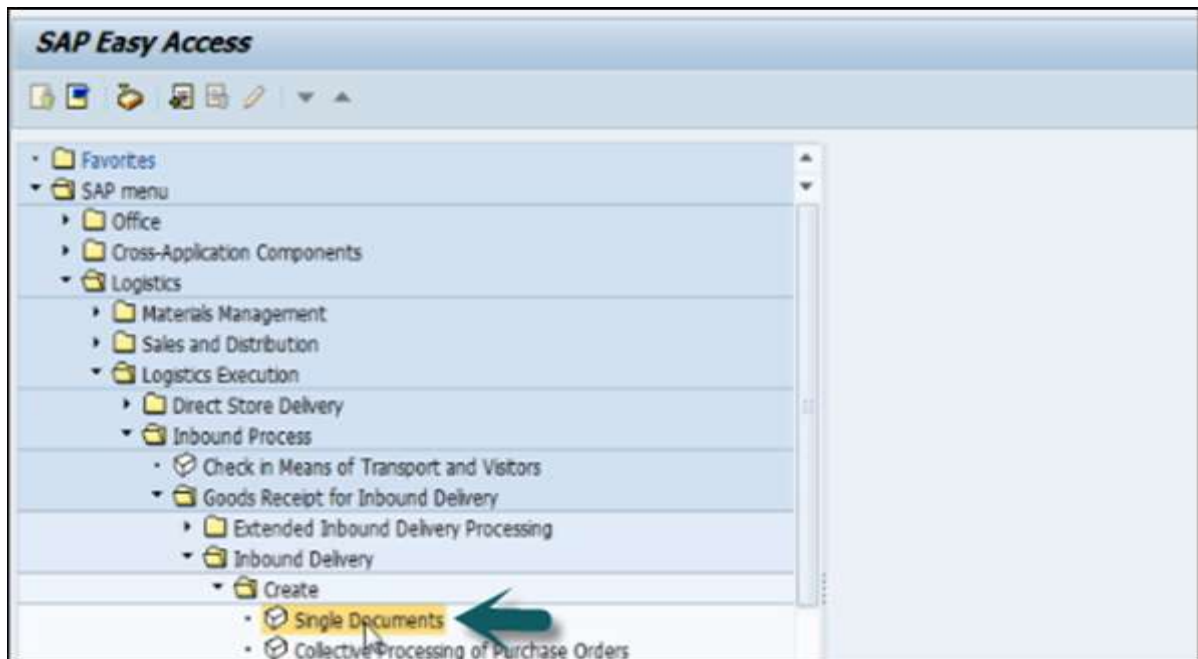 SAP Easy Access
Favorites
SAP menu
Office
Cross-Application Components
Logistics
Materials Management
Sales and Distribution
Logistics Execution
Direct Store Delivery
Inbound Process
Check in Means of Transport and Visitors
Goods Receipt for Inbound Delivery
Extended Inbound Delivery Processing
Inbound Delivery
Create
Single Documents
Collective Processing of Purchase Orders